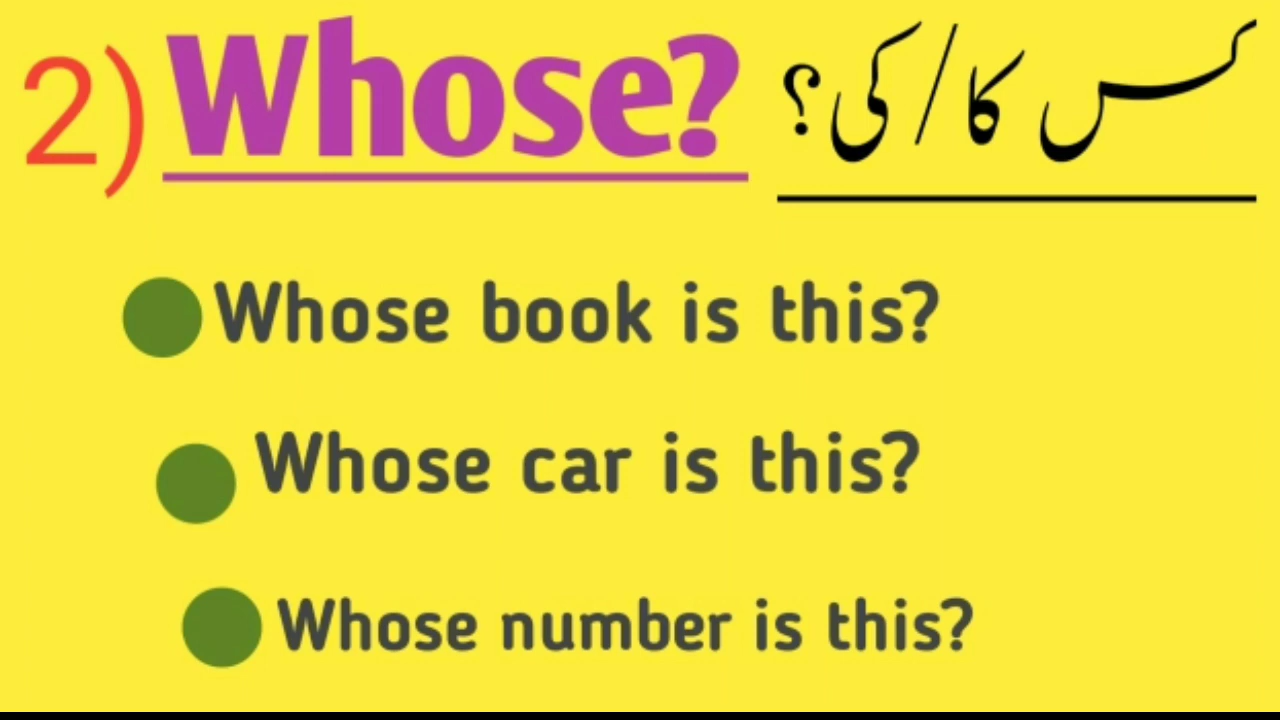 2) Whose? کس کا/کی؟
Whose book is this?
Whose car is this?
Whose number is this?